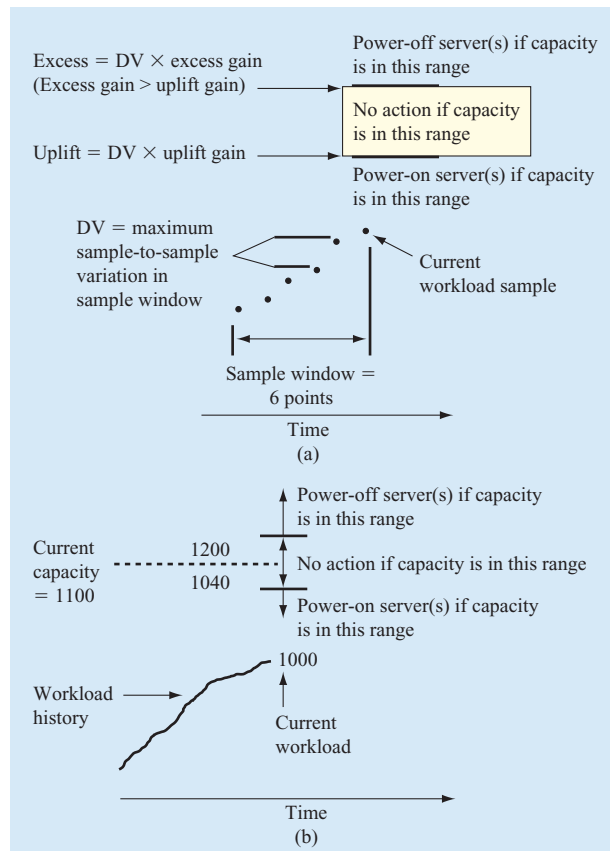 Excess = DV × excess gain
(Excess gain > uplift gain)
Power-off server(s) if capacity
is in this range
No action if capacity
is in this range
Uplift = DV × uplift gain
Power-on server(s) if capacity
is in this range
DV = maximum
sample-to-sample
variation in
sample window
Current
workload sample
Sample window =
6 points
Time
(a)
Power-off server(s) if capacity
is in this range
Current
capacity
= 1100
1200
1040
No action if capacity is in this range
Power-on server(s) if capacity
is in this range
1000
Workload
history
Current
workload
Time
(b)